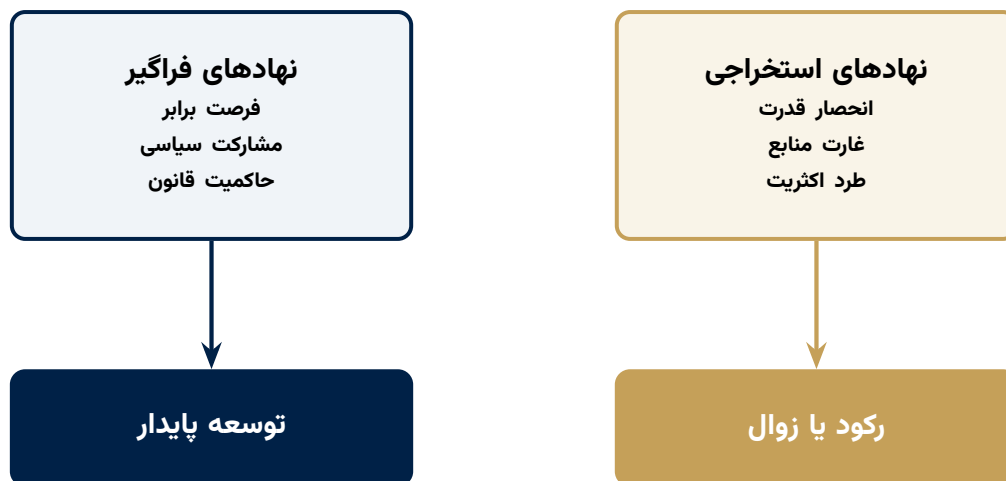 نهادهای استخراجی
انحصار قدرت
غارت منابع
طرد اکثریت
رکود یا زوال
نهادهای فراگیر
فرصت برابر
مشارکت سیاسی
حاکمیت قانون
توسعه پایدار